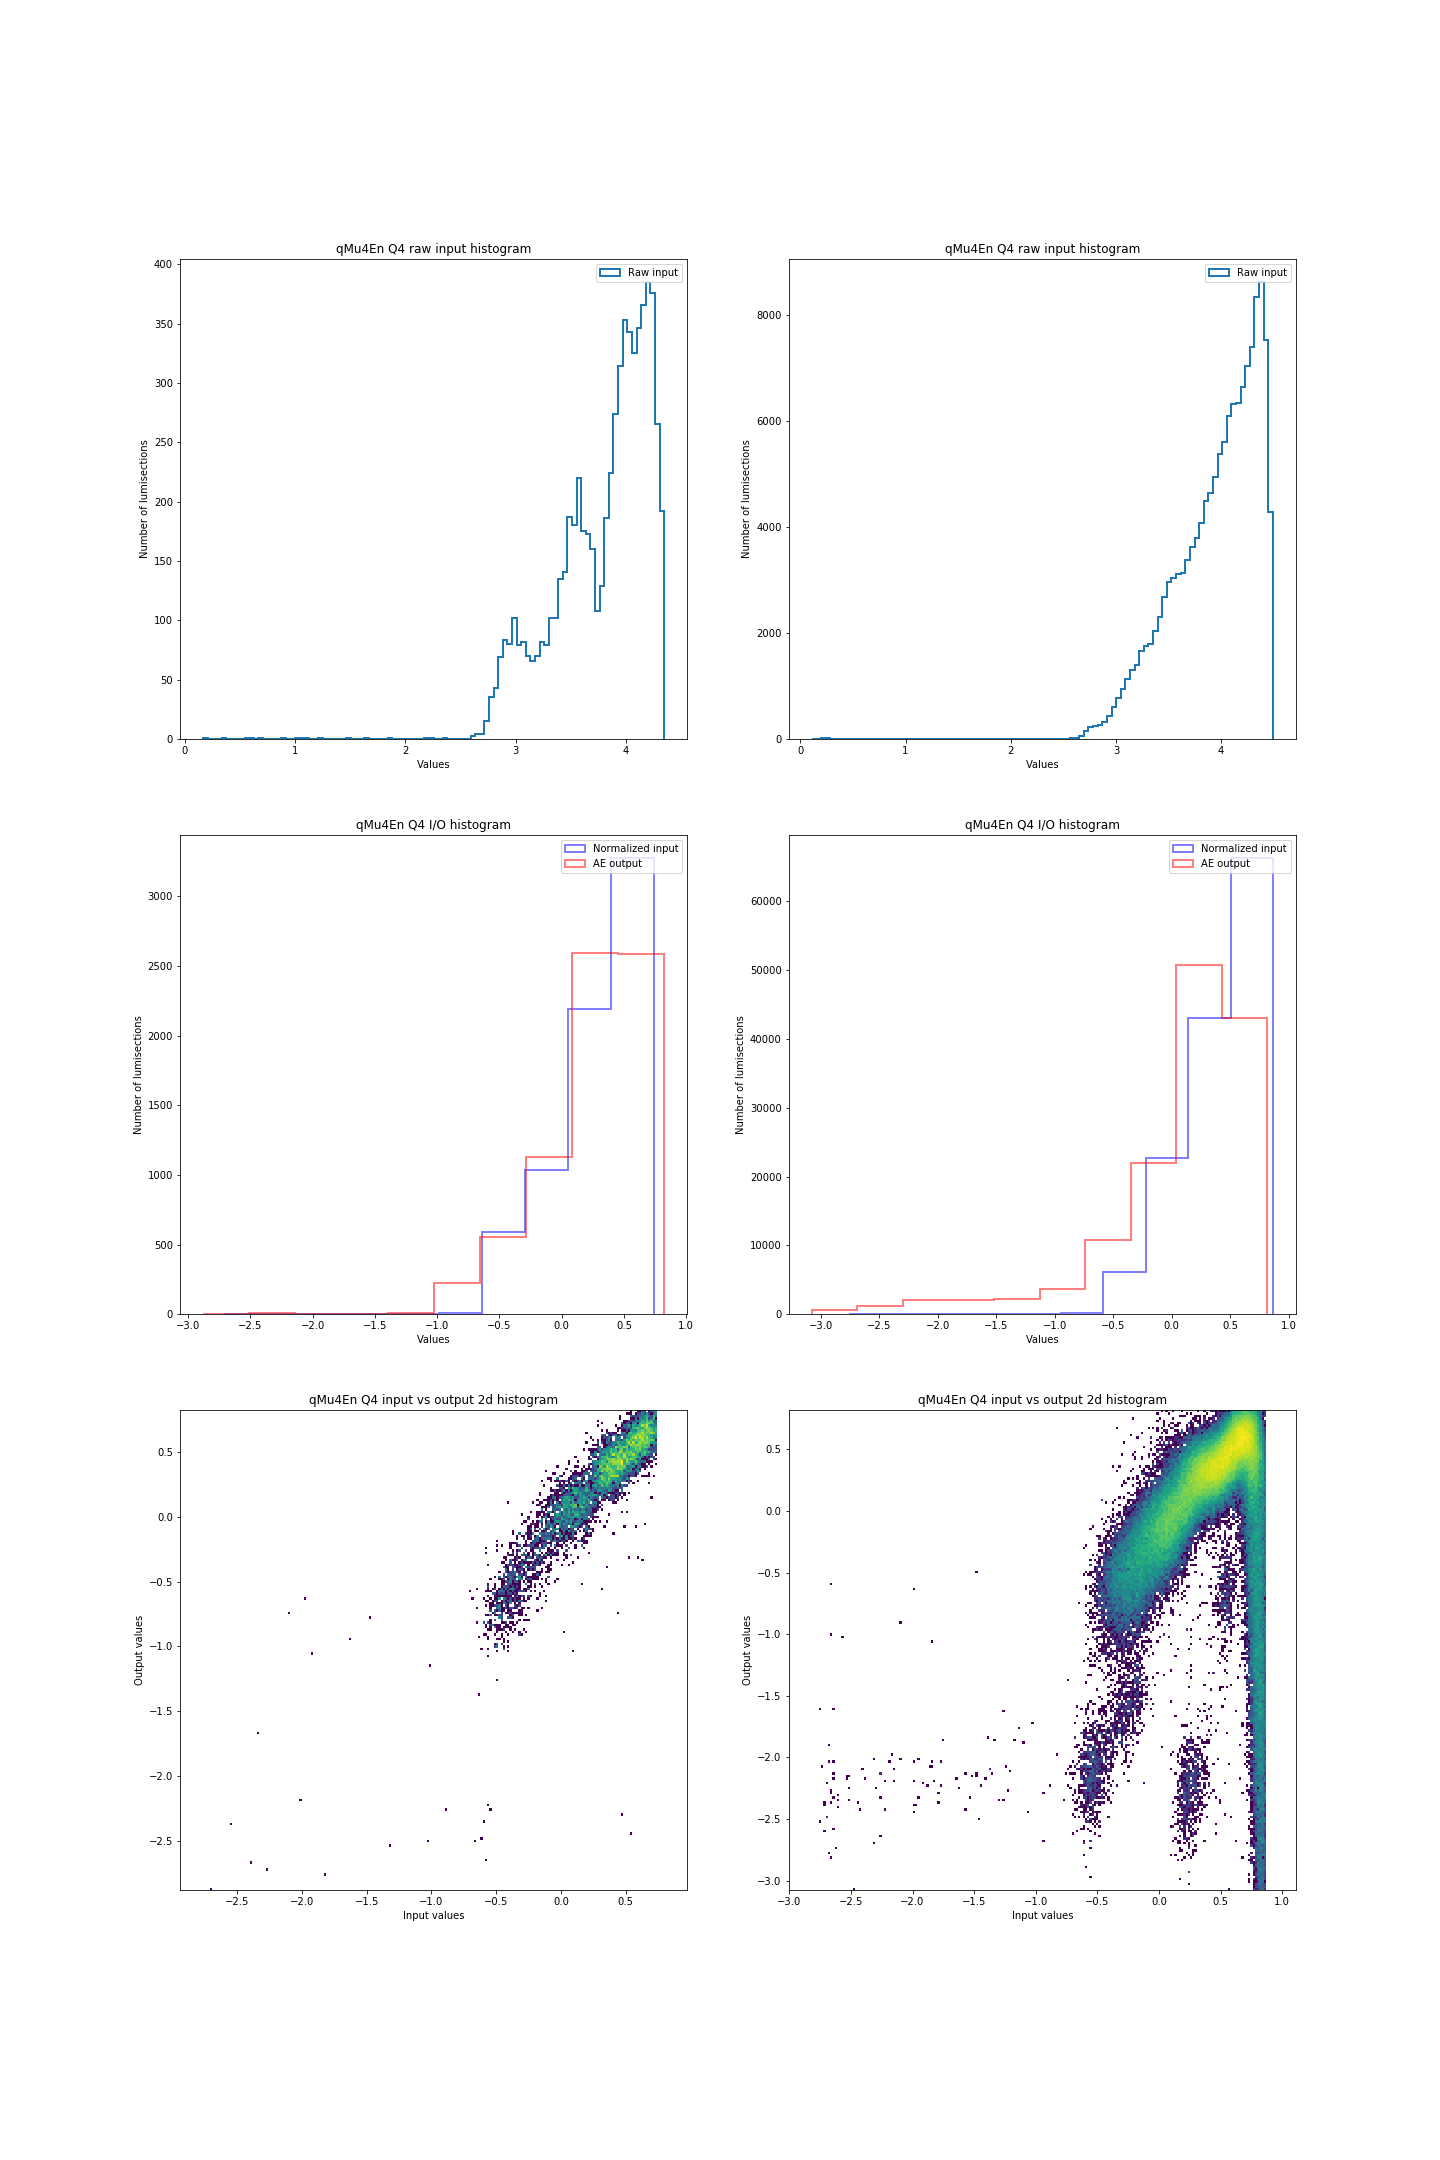 qMu4En Q4 raw input histogram
Raw input
Number of lumisections
400
350
300
250
200
150
100
50
0
0 1 2 3 4
Values
qMu4En Q4 raw input histogram
Raw input
Number of lumisections
8000
6000
4000
2000
0
0 1 2 3 4
Values
qMu4En Q4 I/O histogram
Normalized input
AE output
Number of lumisections
3000
2500
2000
1500
1000
500
0
−3.0 −2.5 −2.0 −1.5 −1.0 −0.5 0.0 0.5 1.0
Values
qMu4En Q4 I/O histogram
Normalized input
AE output
Number of lumisections
60000
50000
40000
30000
20000
10000
0
−3.0 −2.5 −2.0 −1.5 −1.0 −0.5 0.0 0.5 1.0
Values
qMu4En Q4 input vs output 2d histogram
Output values
0.5
0.0
−0.5
−1.0
−1.5
−2.0
−2.5
−2.5 −2.0 −1.5 −1.0 −0.5 0.0 0.5
Input values
qMu4En Q4 input vs output 2d histogram
Output values
0.5
0.0
−0.5
−1.0
−1.5
−2.0
−2.5
−3.0
−3.0 −2.5 −2.0 −1.5 −1.0 −0.5 0.0 0.5 1.0
Input values